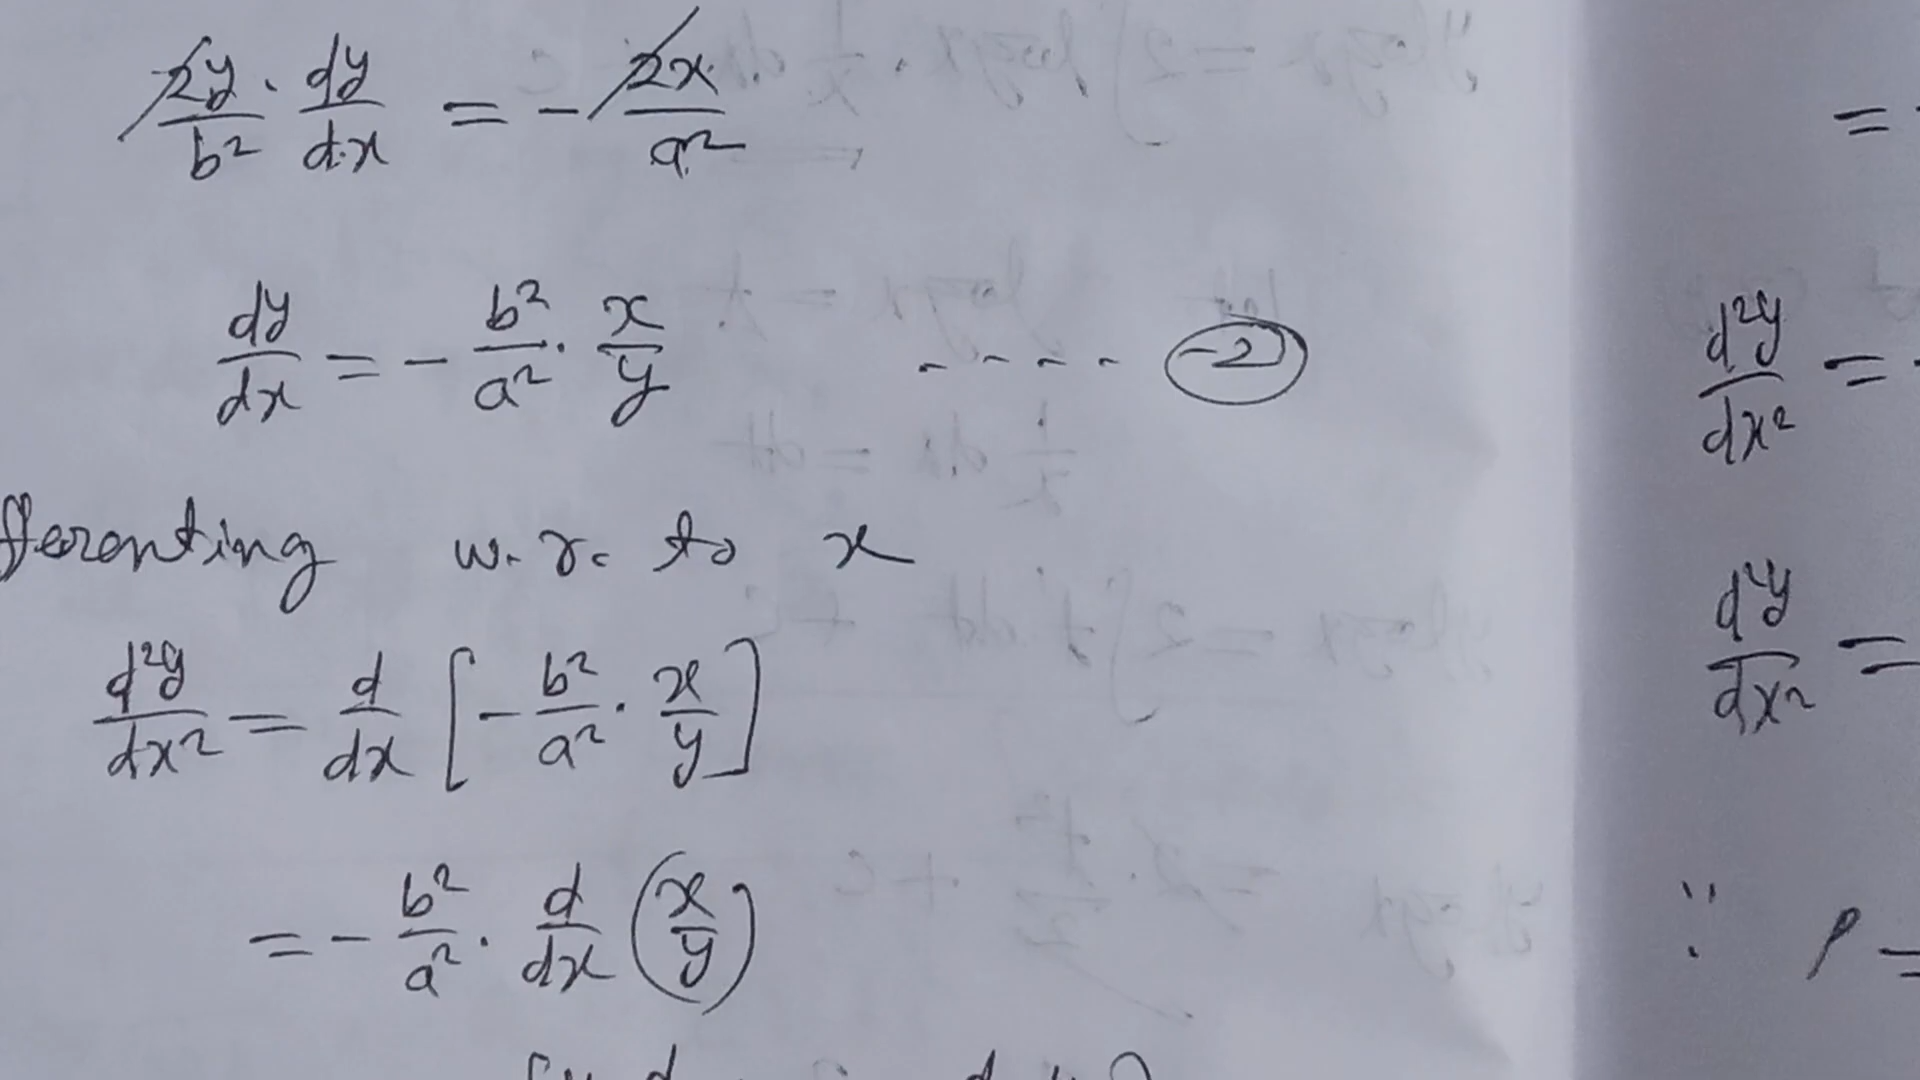 2y/b² · dy/dx = - 2x/a²
dy/dx = - b²/a² · x/y - - - - (2)
fferenting w.r. to x
d²y/dx² = d/dx [- b²/a² · x/y]
= - b²/a² · d/dx (x/y)
=
d²y/dx² =
d²y/dx² =
∵ ρ =